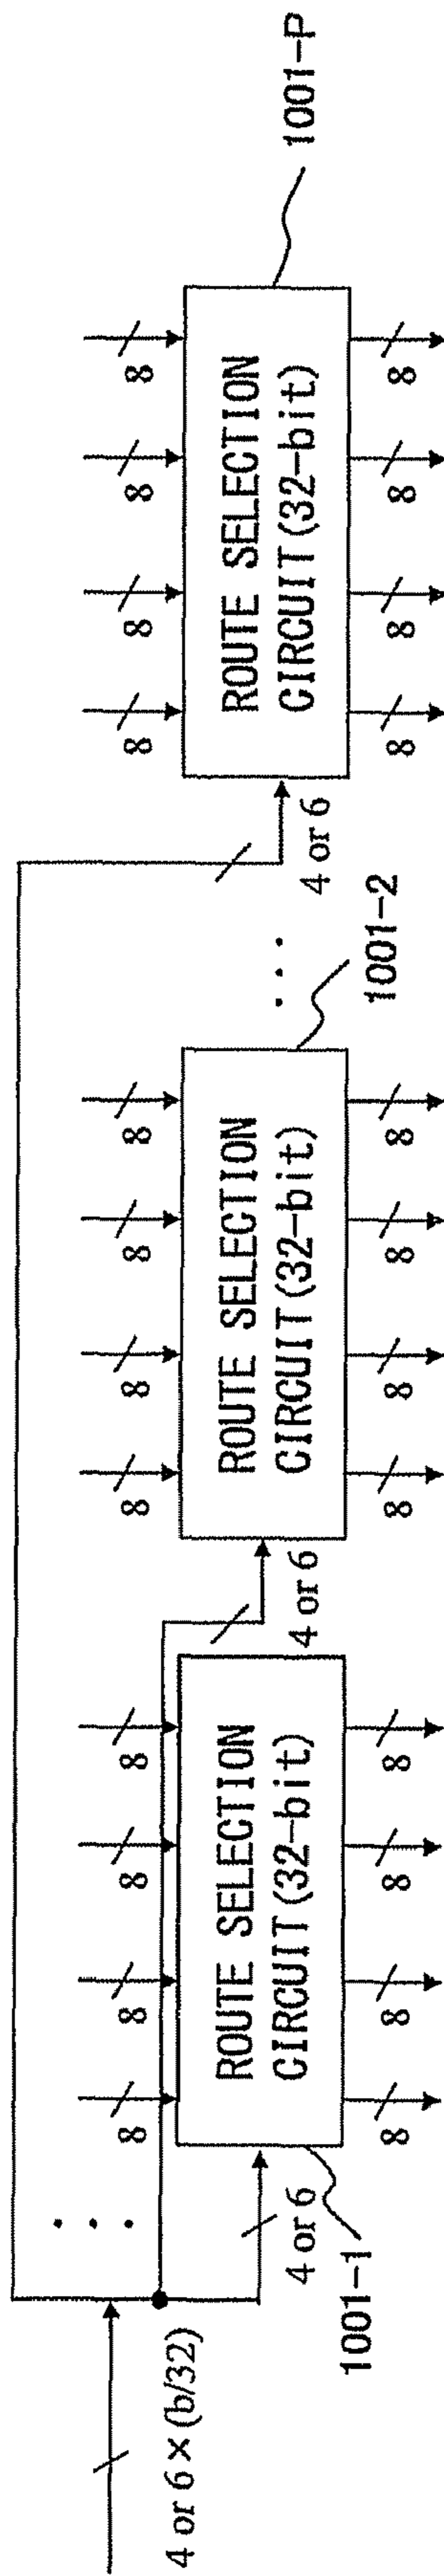 4 or 6 × (b/32)
. . .
8 8 8 8
ROUTE SELECTION
CIRCUIT(32-bit)
4 or 6
8 8 8 8
1001-1
8 8 8 8
ROUTE SELECTION
CIRCUIT(32-bit)
4 or 6
8 8 8 8
1001-2
. . .
8 8 8 8
ROUTE SELECTION
CIRCUIT(32-bit)
4 or 6
8 8 8 8
1001-P